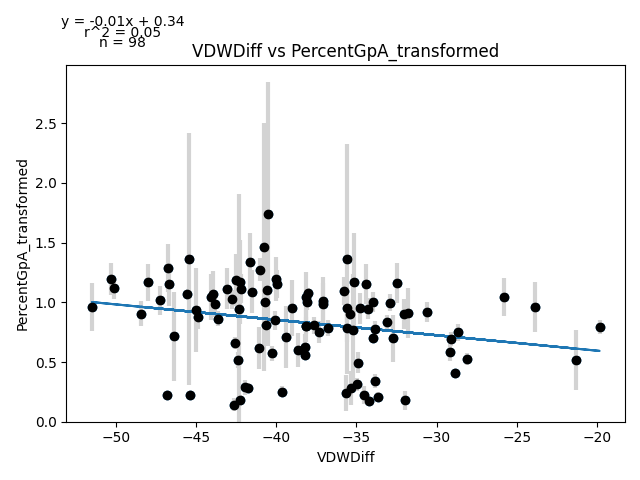 y = -0.01x + 0.34
r^2 = 0.05
n = 98
VDWDiff vs PercentGpA_transformed
PercentGpA_transformed
2.5
2.0
1.5
1.0
0.5
0.0
−50 −45 −40 −35 −30 −25 −20
VDWDiff